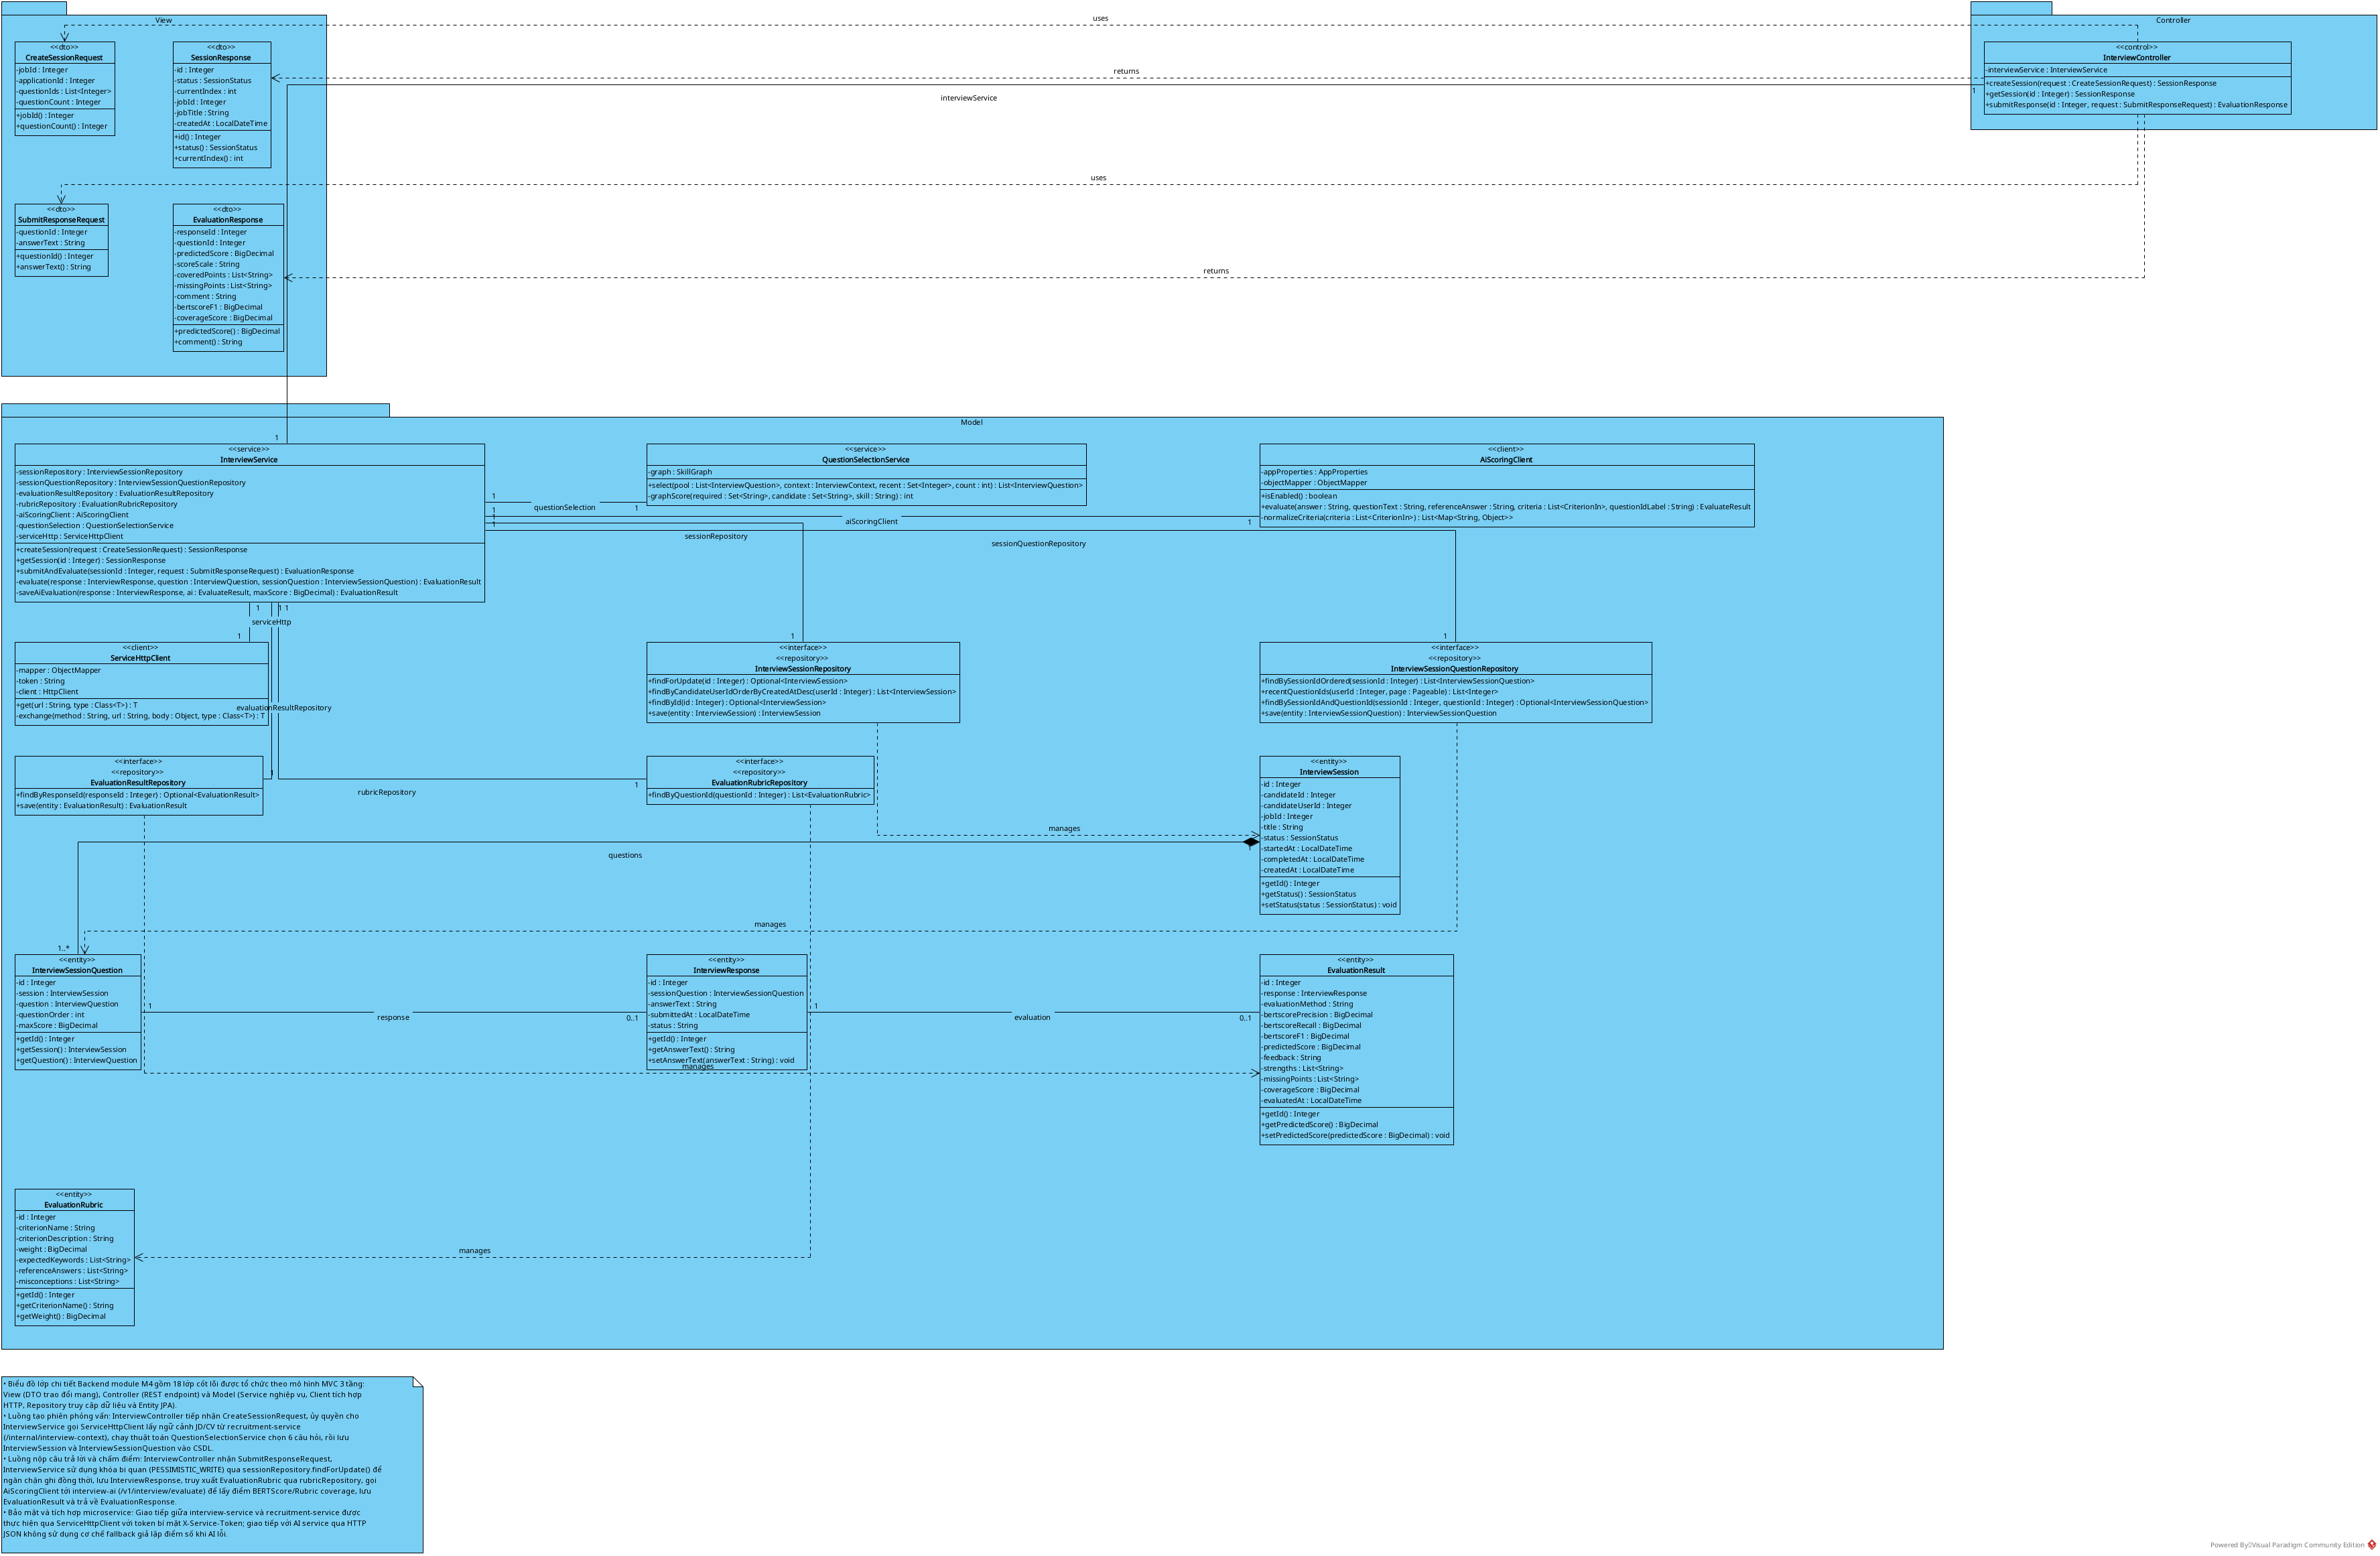 View
Controller
uses
<<dto>>
CreateSessionRequest
-jobId : Integer
-applicationId : Integer
-questionIds : List<Integer>
-questionCount : Integer
+jobId() : Integer
+questionCount() : Integer
<<dto>>
SessionResponse
-id : Integer
-status : SessionStatus
-currentIndex : int
-jobId : Integer
-jobTitle : String
-createdAt : LocalDateTime
+id() : Integer
+status() : SessionStatus
+currentIndex() : int
<<control>>
InterviewController
-interviewService : InterviewService
+createSession(request : CreateSessionRequest) : SessionResponse
+getSession(id : Integer) : SessionResponse
+submitResponse(id : Integer, request : SubmitResponseRequest) : EvaluationResponse
returns
interviewService
1
uses
<<dto>>
SubmitResponseRequest
-questionId : Integer
-answerText : String
+questionId() : Integer
+answerText() : String
<<dto>>
EvaluationResponse
-responseId : Integer
-questionId : Integer
-predictedScore : BigDecimal
-scoreScale : String
-coveredPoints : List<String>
-missingPoints : List<String>
-comment : String
-bertscoreF1 : BigDecimal
-coverageScore : BigDecimal
+predictedScore() : BigDecimal
+comment() : String
returns
Model
1
<<service>>
InterviewService
-sessionRepository : InterviewSessionRepository
-sessionQuestionRepository : InterviewSessionQuestionRepository
-evaluationResultRepository : EvaluationResultRepository
-rubricRepository : EvaluationRubricRepository
-aiScoringClient : AiScoringClient
-questionSelection : QuestionSelectionService
-serviceHttp : ServiceHttpClient
+createSession(request : CreateSessionRequest) : SessionResponse
+getSession(id : Integer) : SessionResponse
+submitAndEvaluate(sessionId : Integer, request : SubmitResponseRequest) : EvaluationResponse
-evaluate(response : InterviewResponse, question : InterviewQuestion, sessionQuestion : InterviewSessionQuestion) : EvaluationResult
-saveAiEvaluation(response : InterviewResponse, ai : EvaluateResult, maxScore : BigDecimal) : EvaluationResult
<<service>>
QuestionSelectionService
-graph : SkillGraph
+select(pool : List<InterviewQuestion>, context : InterviewContext, recent : Set<Integer>, count : int) : List<InterviewQuestion>
-graphScore(required : Set<String>, candidate : Set<String>, skill : String) : int
<<client>>
AiScoringClient
-appProperties : AppProperties
-objectMapper : ObjectMapper
+isEnabled() : boolean
+evaluate(answer : String, questionText : String, referenceAnswer : String, criteria : List<CriterionIn>, questionIdLabel : String) : EvaluateResult
-normalizeCriteria(criteria : List<CriterionIn>) : List<Map<String, Object>>
1
questionSelection
1
1
1
1
aiScoringClient
1
sessionRepository
sessionQuestionRepository
1
1
1
serviceHttp
1
1
1
<<client>>
ServiceHttpClient
-mapper : ObjectMapper
-token : String
-client : HttpClient
+get(url : String, type : Class<T>) : T
-exchange(method : String, url : String, body : Object, type : Class<T>) : T
evaluationResultRepository
<<interface>>
<<repository>>
InterviewSessionRepository
+findForUpdate(id : Integer) : Optional<InterviewSession>
+findByCandidateUserIdOrderByCreatedAtDesc(userId : Integer) : List<InterviewSession>
+findById(id : Integer) : Optional<InterviewSession>
+save(entity : InterviewSession) : InterviewSession
<<interface>>
<<repository>>
InterviewSessionQuestionRepository
+findBySessionIdOrdered(sessionId : Integer) : List<InterviewSessionQuestion>
+recentQuestionIds(userId : Integer, page : Pageable) : List<Integer>
+findBySessionIdAndQuestionId(sessionId : Integer, questionId : Integer) : Optional<InterviewSessionQuestion>
+save(entity : InterviewSessionQuestion) : InterviewSessionQuestion
<<interface>>
<<repository>>
EvaluationResultRepository
+findByResponseId(responseId : Integer) : Optional<EvaluationResult>
+save(entity : EvaluationResult) : EvaluationResult
1
rubricRepository
1
<<interface>>
<<repository>>
EvaluationRubricRepository
+findByQuestionId(questionId : Integer) : List<EvaluationRubric>
<<entity>>
InterviewSession
-id : Integer
-candidateId : Integer
-candidateUserId : Integer
-jobId : Integer
-title : String
-status : SessionStatus
-startedAt : LocalDateTime
-completedAt : LocalDateTime
-createdAt : LocalDateTime
+getId() : Integer
+getStatus() : SessionStatus
+setStatus(status : SessionStatus) : void
manages
1
questions
manages
1..*
<<entity>>
InterviewSessionQuestion
-id : Integer
-session : InterviewSession
-question : InterviewQuestion
-questionOrder : int
-maxScore : BigDecimal
+getId() : Integer
+getSession() : InterviewSession
+getQuestion() : InterviewQuestion
1
response
0..1
<<entity>>
InterviewResponse
-id : Integer
-sessionQuestion : InterviewSessionQuestion
-answerText : String
-submittedAt : LocalDateTime
-status : String
+getId() : Integer
+getAnswerText() : String
+setAnswerText(answerText : String) : void
manages
1
evaluation
0..1
<<entity>>
EvaluationResult
-id : Integer
-response : InterviewResponse
-evaluationMethod : String
-bertscorePrecision : BigDecimal
-bertscoreRecall : BigDecimal
-bertscoreF1 : BigDecimal
-predictedScore : BigDecimal
-feedback : String
-strengths : List<String>
-missingPoints : List<String>
-coverageScore : BigDecimal
-evaluatedAt : LocalDateTime
+getId() : Integer
+getPredictedScore() : BigDecimal
+setPredictedScore(predictedScore : BigDecimal) : void
<<entity>>
EvaluationRubric
-id : Integer
-criterionName : String
-criterionDescription : String
-weight : BigDecimal
-expectedKeywords : List<String>
-referenceAnswers : List<String>
-misconceptions : List<String>
+getId() : Integer
+getCriterionName() : String
+getWeight() : BigDecimal
manages
• Biểu đồ lớp chi tiết Backend module M4 gồm 18 lớp cốt lõi được tổ chức theo mô hình MVC 3 tầng:
View (DTO trao đổi mạng), Controller (REST endpoint) và Model (Service nghiệp vụ, Client tích hợp
HTTP, Repository truy cập dữ liệu và Entity JPA).
• Luồng tạo phiên phỏng vấn: InterviewController tiếp nhận CreateSessionRequest, ủy quyền cho
InterviewService gọi ServiceHttpClient lấy ngữ cảnh JD/CV từ recruitment-service
(/internal/interview-context), chạy thuật toán QuestionSelectionService chọn 6 câu hỏi, rồi lưu
InterviewSession và InterviewSessionQuestion vào CSDL.
• Luồng nộp câu trả lời và chấm điểm: InterviewController nhận SubmitResponseRequest,
InterviewService sử dụng khóa bi quan (PESSIMISTIC_WRITE) qua sessionRepository.findForUpdate() để
ngăn chặn ghi đồng thời, lưu InterviewResponse, truy xuất EvaluationRubric qua rubricRepository, gọi
AiScoringClient tới interview-ai (/v1/interview/evaluate) để lấy điểm BERTScore/Rubric coverage, lưu
EvaluationResult và trả về EvaluationResponse.
• Bảo mật và tích hợp microservice: Giao tiếp giữa interview-service và recruitment-service được
thực hiện qua ServiceHttpClient với token bí mật X-Service-Token; giao tiếp với AI service qua HTTP
JSON không sử dụng cơ chế fallback giả lập điểm số khi AI lỗi.
Powered By Visual Paradigm Community Edition